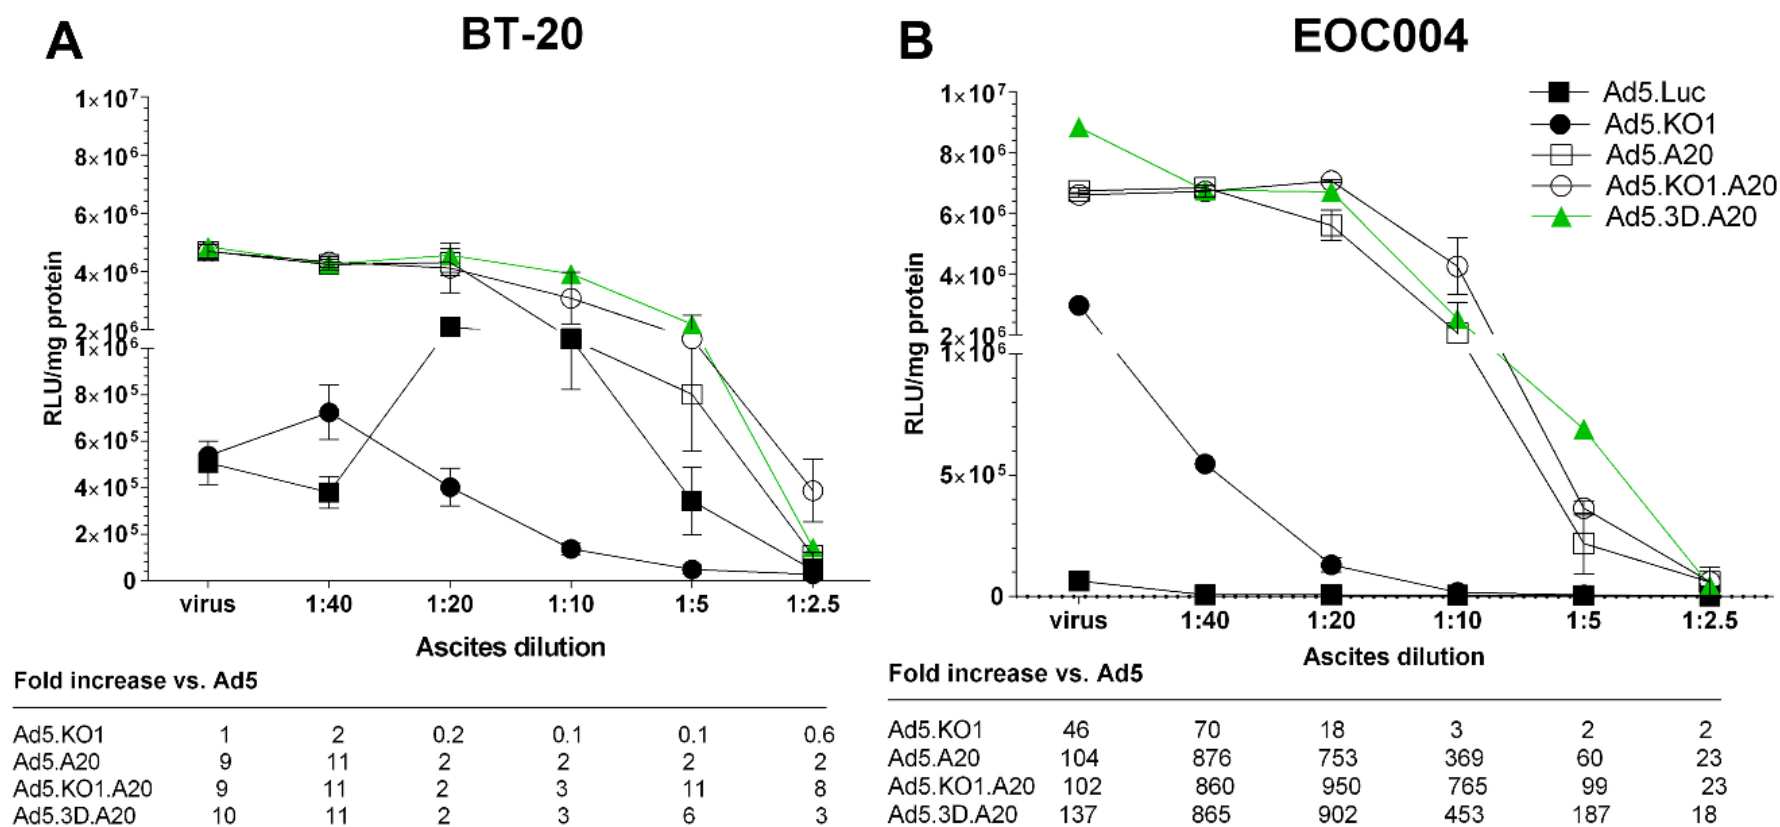 A
BT-20
1×10⁷
8×10⁶
6×10⁶
4×10⁶
2×10⁶
1×10⁶
8×10⁵
6×10⁵
4×10⁵
2×10⁵
0
RLU/mg protein
virus 1:40 1:20 1:10 1:5 1:2.5
Ascites dilution
Fold increase vs. Ad5
Ad5.KO1 1 2 0.2 0.1 0.1 0.6
Ad5.A20 9 11 2 2 2 2
Ad5.KO1.A20 9 11 2 3 11 8
Ad5.3D.A20 10 11 2 3 6 3
B
EOC004
1×10⁷
8×10⁶
6×10⁶
4×10⁶
2×10⁶
1×10⁶
5×10⁵
0
RLU/mg protein
Ad5.Luc
Ad5.KO1
Ad5.A20
Ad5.KO1.A20
Ad5.3D.A20
virus 1:40 1:20 1:10 1:5 1:2.5
Ascites dilution
Fold increase vs. Ad5
Ad5.KO1 46 70 18 3 2 2
Ad5.A20 104 876 753 369 60 23
Ad5.KO1.A20 102 860 950 765 99 23
Ad5.3D.A20 137 865 902 453 187 18